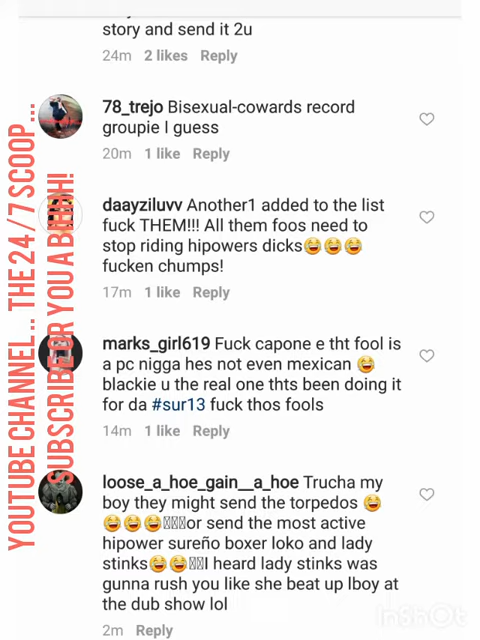 story and send it 2u
24m 2 likes Reply
78_trejo Bisexual-cowards record
groupie I guess
20m 1 like Reply
daayziluvv Another1 added to the list
fuck THEM!!! All them foos need to
stop riding hipowers dicks😂😂😂
fucken chumps!
17m 1 like Reply
marks_girl619 Fuck capone e tht fool is
a pc nigga hes not even mexican 😂
blackie u the real one thts been doing it
for da #sur13 fuck thos fools
14m 1 like Reply
loose_a_hoe_gain__a_hoe Trucha my
boy they might send the torpedos 😂
😂😂😂or send the most active
hipower sureño boxer loko and lady
stinks😂😂I heard lady stinks was
gunna rush you like she beat up lboy at
the dub show lol
2m Reply
YOUTUBE CHANNEL .. THE 24 /7 SCOOP...
SUBSCRIBE OR YOU A BIIIISH!
InShOt